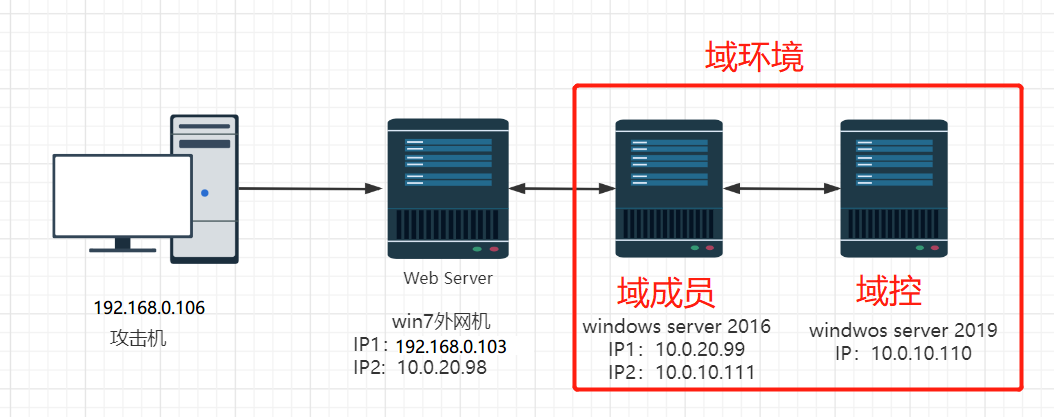 域环境
Web Server
192.168.0.106
攻击机
win7外网机
IP1： 192.168.0.103
IP2:  10.0.20.98
域成员
windows server 2016
IP1：10.0.20.99
IP2：10.0.10.111
域控
windwos server 2019
IP：10.0.10.110